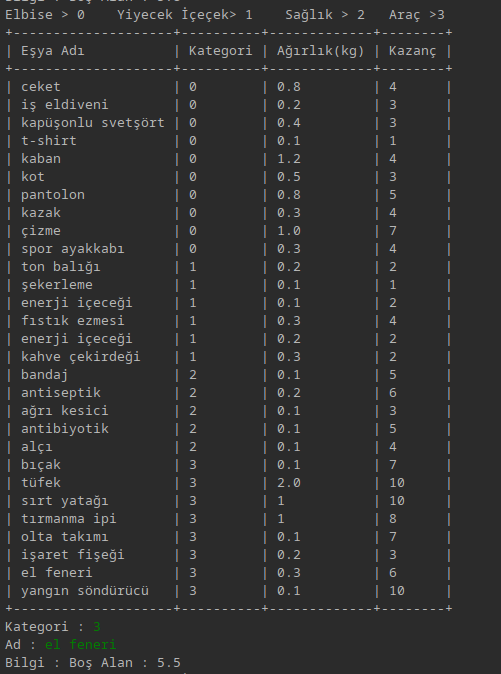 Elbise > 0    Yiyecek İçeçek> 1    Sağlık > 2   Araç >3
+--------------------+----------+-------------+--------+
| Eşya Adı           | Kategori | Ağırlık(kg) | Kazanç |
+--------------------+----------+-------------+--------+
| ceket              | 0        | 0.8         | 4      |
| iş eldiveni        | 0        | 0.2         | 3      |
| kapüşonlu svetşört | 0        | 0.4         | 3      |
| t-shirt            | 0        | 0.1         | 1      |
| kaban              | 0        | 1.2         | 4      |
| kot                | 0        | 0.5         | 3      |
| pantolon           | 0        | 0.8         | 5      |
| kazak              | 0        | 0.3         | 4      |
| çizme              | 0        | 1.0         | 7      |
| spor ayakkabı      | 0        | 0.3         | 4      |
| ton balığı         | 1        | 0.2         | 2      |
| şekerleme          | 1        | 0.1         | 1      |
| enerji içeceği     | 1        | 0.1         | 2      |
| fıstık ezmesi      | 1        | 0.3         | 4      |
| enerji içeceği     | 1        | 0.2         | 2      |
| kahve çekirdeği    | 1        | 0.3         | 2      |
| bandaj             | 2        | 0.1         | 5      |
| antiseptik         | 2        | 0.2         | 6      |
| ağrı kesici        | 2        | 0.1         | 3      |
| antibiyotik        | 2        | 0.1         | 5      |
| alçı               | 2        | 0.1         | 4      |
| bıçak              | 3        | 0.1         | 7      |
| tüfek              | 3        | 2.0         | 10     |
| sırt yatağı        | 3        | 1           | 10     |
| tırmanma ipi       | 3        | 1           | 8      |
| olta takımı        | 3        | 0.1         | 7      |
| işaret fişeği      | 3        | 0.2         | 3      |
| el feneri          | 3        | 0.3         | 6      |
| yangın söndürücü   | 3        | 0.1         | 10     |
+--------------------+----------+-------------+--------+
Kategori : 3
Ad : el feneri
Bilgi : Boş Alan : 5.5